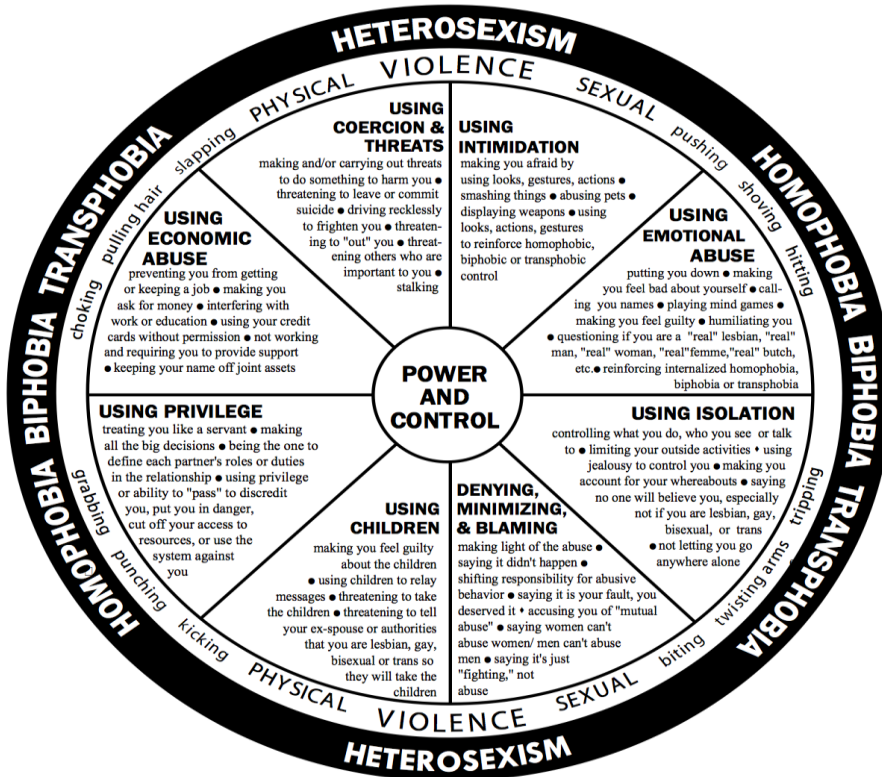 HETEROSEXISM
HOMOPHOBIA BIPHOBIA TRANSPHOBIA
HETEROSEXISM
HOMOPHOBIA BIPHOBIA TRANSPHOBIA
PHYSICAL VIOLENCE SEXUAL
pushing shoving hitting
tripping twisting arms biting
PHYSICAL VIOLENCE SEXUAL
kicking punching grabbing
choking pulling hair slapping
POWER
AND
CONTROL
USING
COERCION &
THREATS
making and/or carrying out threats
to do something to harm you ●
threatening to leave or commit
suicide ● driving recklessly
to frighten you ● threaten-
ing to "out" you ● threat-
ening others who are
important to you ●
stalking
USING
INTIMIDATION
making you afraid by
using looks, gestures, actions ●
smashing things ● abusing pets ●
displaying weapons ● using
looks, actions, gestures
to reinforce homophobic,
biphobic or transphobic
control
USING
EMOTIONAL
ABUSE
putting you down ● making
you feel bad about yourself ● call-
ing you names ● playing mind games ●
making you feel guilty ● humiliating you
● questioning if you are a "real" lesbian, "real"
man, "real" woman, "real"femme,"real" butch,
etc.● reinforcing internalized homophobia,
biphobia or transphobia
USING ISOLATION
controlling what you do, who you see or talk
to ● limiting your outside activities ♦ using
jealousy to control you ● making you
account for your whereabouts ● saying
no one will believe you, especially
not if you are lesbian, gay,
bisexual, or trans
● not letting you go
anywhere alone
DENYING,
MINIMIZING,
& BLAMING
making light of the abuse ●
saying it didn't happen ●
shifting responsibility for abusive
behavior ● saying it is your fault, you
deserved it ♦ accusing you of "mutual
abuse" ● saying women can't
abuse women/ men can't abuse
men ● saying it's just
"fighting," not
abuse
USING
CHILDREN
making you feel guilty
about the children
● using children to relay
messages ● threatening to take
the children ● threatening to tell
your ex-spouse or authorities
that you are lesbian, gay,
bisexual or trans so
they will take the
children
USING PRIVILEGE
treating you like a servant ● making
all the big decisions ● being the one to
define each partner's roles or duties
in the relationship ● using privilege
or ability to "pass" to discredit
you, put you in danger,
cut off your access to
resources, or use the
system against
you
USING
ECONOMIC
ABUSE
preventing you from getting
or keeping a job ● making you
ask for money ● interfering with
work or education ● using your credit
cards without permission ● not working
and requiring you to provide support
● keeping your name off joint assets